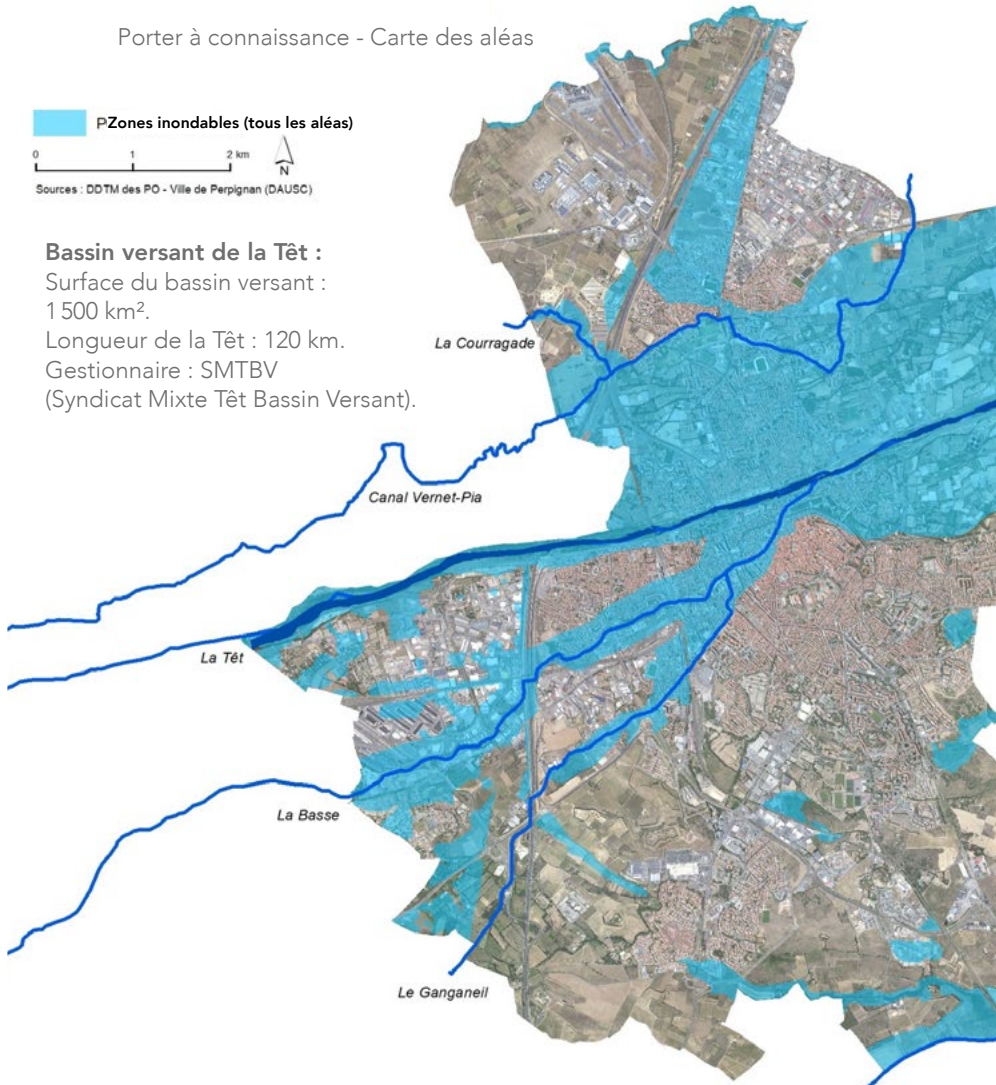 Porter à connaissance - Carte des aléas
PZones inondables (tous les aléas)
0 1 2 km
N
Sources : DDTM des PO - Ville de Perpignan (DAUSC)
Bassin versant de la Têt :
Surface du bassin versant :
1 500 km².
Longueur de la Têt : 120 km.
Gestionnaire : SMTBV
(Syndicat Mixte Têt Bassin Versant).
La Courragade
Canal Vernet-Pia
La Têt
La Basse
Le Ganganeil